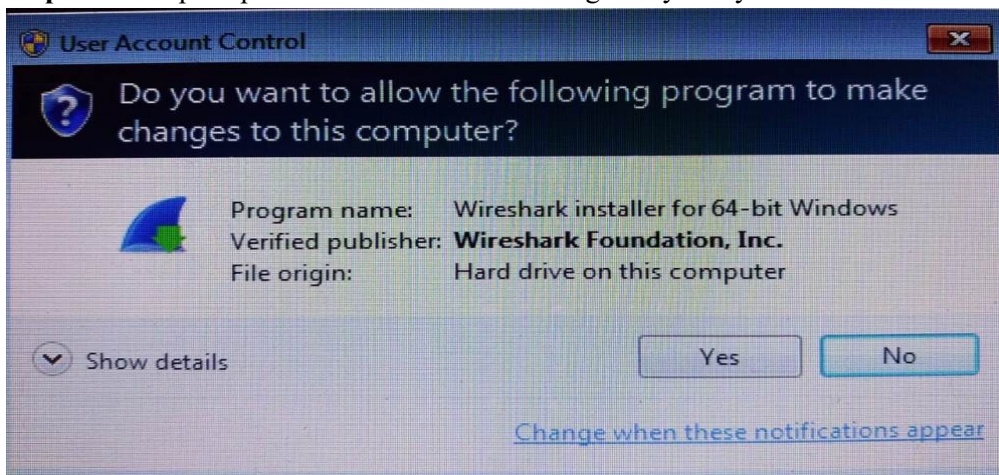 User Account Control
Do you want to allow the following program to make
changes to this computer?
Program name: Wireshark installer for 64-bit Windows
Verified publisher: Wireshark Foundation, Inc.
File origin: Hard drive on this computer
Show details
Yes No
Change when these notifications appear